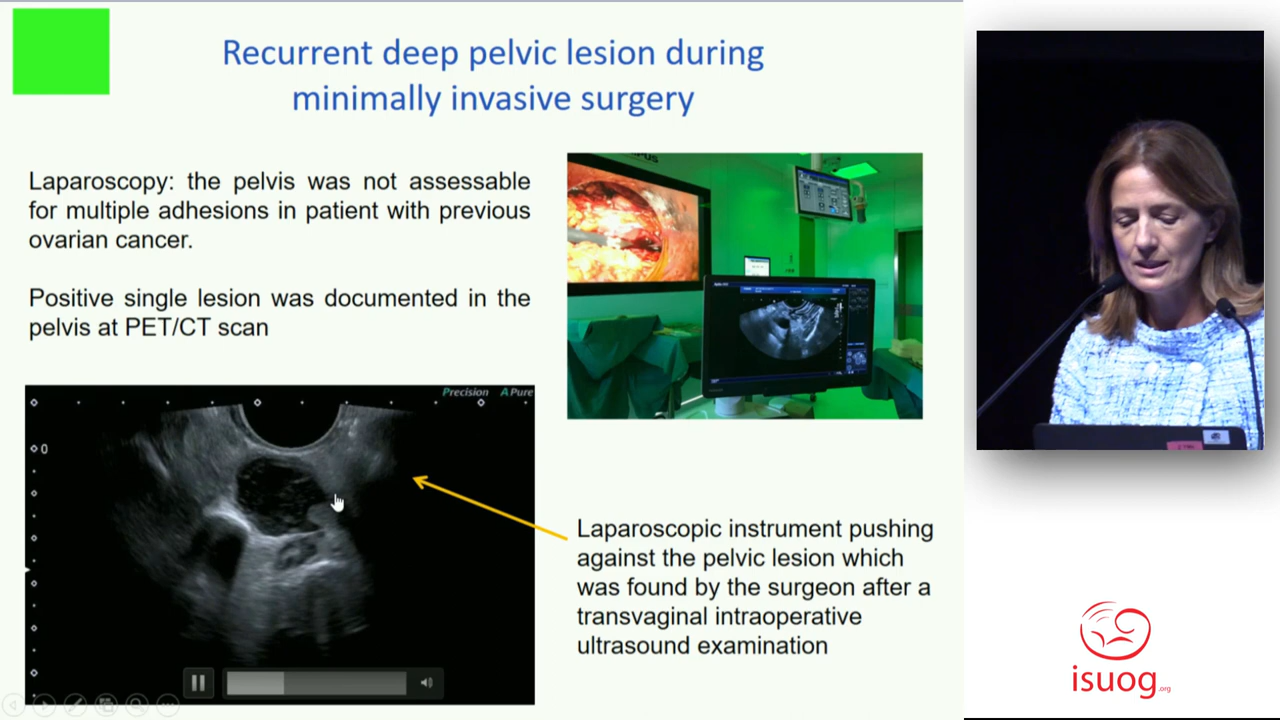 Recurrent deep pelvic lesion during
minimally invasive surgery
Laparoscopy: the pelvis was not assessable
for multiple adhesions in patient with previous
ovarian cancer.
Positive single lesion was documented in the
pelvis at PET/CT scan
Precision A Pure
0
Laparoscopic instrument pushing
against the pelvic lesion which
was found by the surgeon after a
transvaginal intraoperative
ultrasound examination
isuog.org